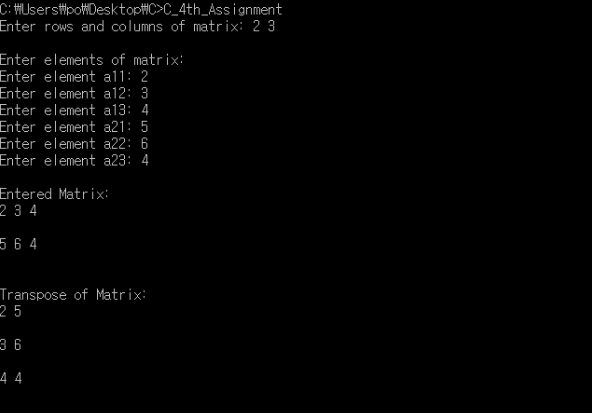 C:₩Users₩po₩Desktop₩C>C_4th_Assignment
Enter rows and columns of matrix: 2 3
Enter elements of matrix:
Enter element a11: 2
Enter element a12: 3
Enter element a13: 4
Enter element a21: 5
Enter element a22: 6
Enter element a23: 4
Entered Matrix:
2 3 4
5 6 4
Transpose of Matrix:
2 5
3 6
4 4